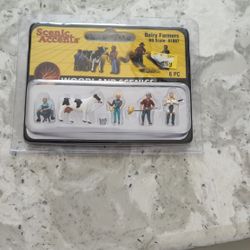 Scenic Accents
Dairy Farmers
HO Scale · A1887
WOODLAND SCENICS
6 PC